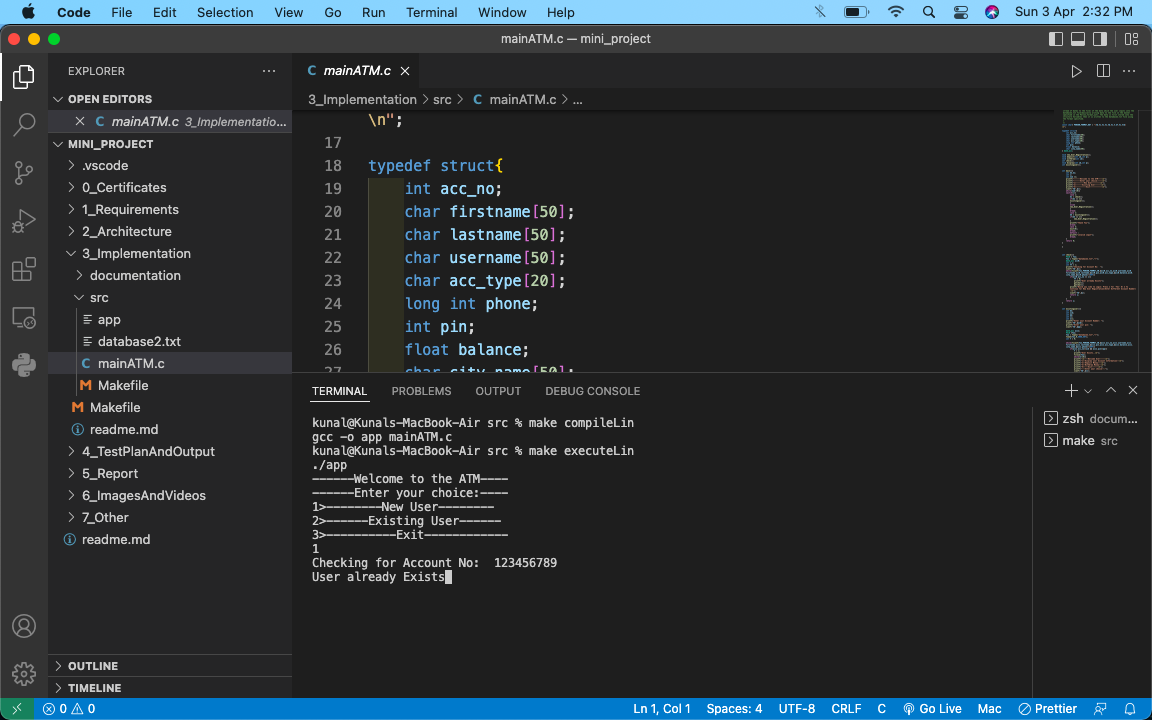 Code File Edit Selection View Go Run Terminal Window Help Sun 3 Apr 2:32 PM
mainATM.c — mini_project
EXPLORER
OPEN EDITORS
C mainATM.c 3_Implementatio...
MINI_PROJECT
.vscode
0_Certificates
1_Requirements
2_Architecture
3_Implementation
documentation
src
app
database2.txt
C mainATM.c
M Makefile
M Makefile
readme.md
4_TestPlanAndOutput
5_Report
6_ImagesAndVideos
7_Other
readme.md
OUTLINE
TIMELINE
C mainATM.c
3_Implementation > src > C mainATM.c > ...
\n";
17
18 typedef struct{
19 int acc_no;
20 char firstname[50];
21 char lastname[50];
22 char username[50];
23 char acc_type[20];
24 long int phone;
25 int pin;
26 float balance;
27 char city_name[50];
TERMINAL PROBLEMS OUTPUT DEBUG CONSOLE
kunal@Kunals-MacBook-Air src % make compileLin
gcc -o app mainATM.c
kunal@Kunals-MacBook-Air src % make executeLin
./app
------Welcome to the ATM----
------Enter your choice:----
1>--------New User--------
2>------Existing User------
3>----------Exit------------
1
Checking for Account No:  123456789
User already Exists
zsh docum...
make src
0 0 Ln 1, Col 1 Spaces: 4 UTF-8 CRLF C Go Live Mac Prettier